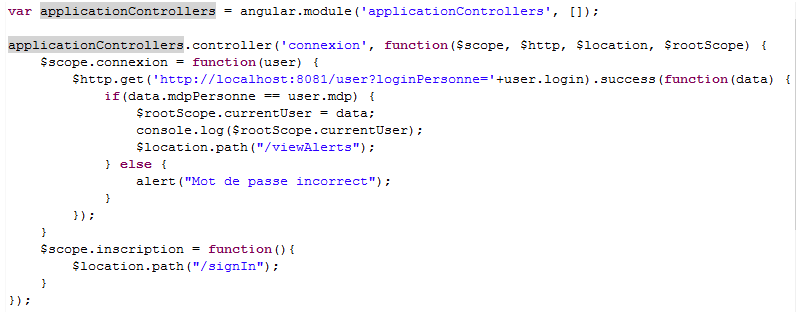 var applicationControllers = angular.module('applicationControllers', []);
applicationControllers.controller('connexion', function($scope, $http, $location, $rootScope) {
$scope.connexion = function(user) {
$http.get('http://localhost:8081/user?loginPersonne='+user.login).success(function(data) {
if(data.mdpPersonne == user.mdp) {
$rootScope.currentUser = data;
console.log($rootScope.currentUser);
$location.path("/viewAlerts");
} else {
alert("Mot de passe incorrect");
}
});
}
$scope.inscription = function(){
$location.path("/signIn");
}
});